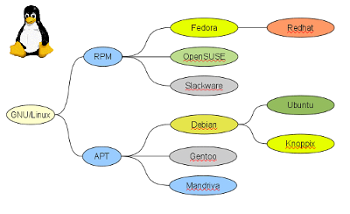 Fedora
Redhat
RPM
OpenSUSE
Slackware
GNU/Linux
Ubuntu
Debian
APT
Knoppix
Gentoo
Mandriva